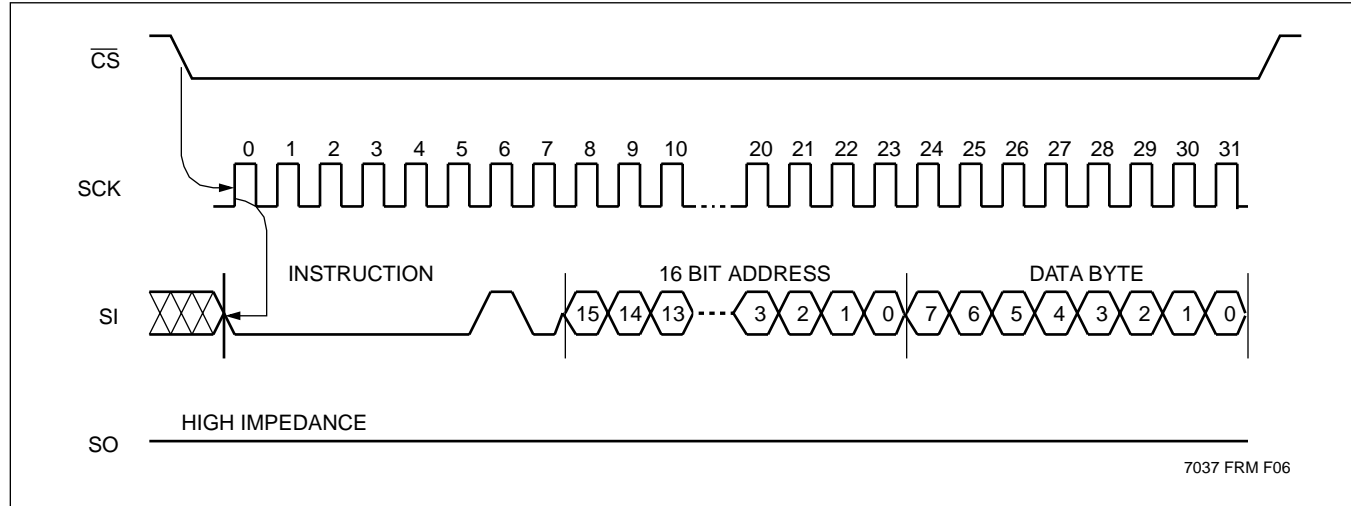 CS
0 1 2 3 4 5 6 7 8 9 10 20 21 22 23 24 25 26 27 28 29 30 31
SCK
INSTRUCTION 16 BIT ADDRESS DATA BYTE
SI 15 14 13 3 2 1 0 7 6 5 4 3 2 1 0
HIGH IMPEDANCE
SO
7037 FRM F06